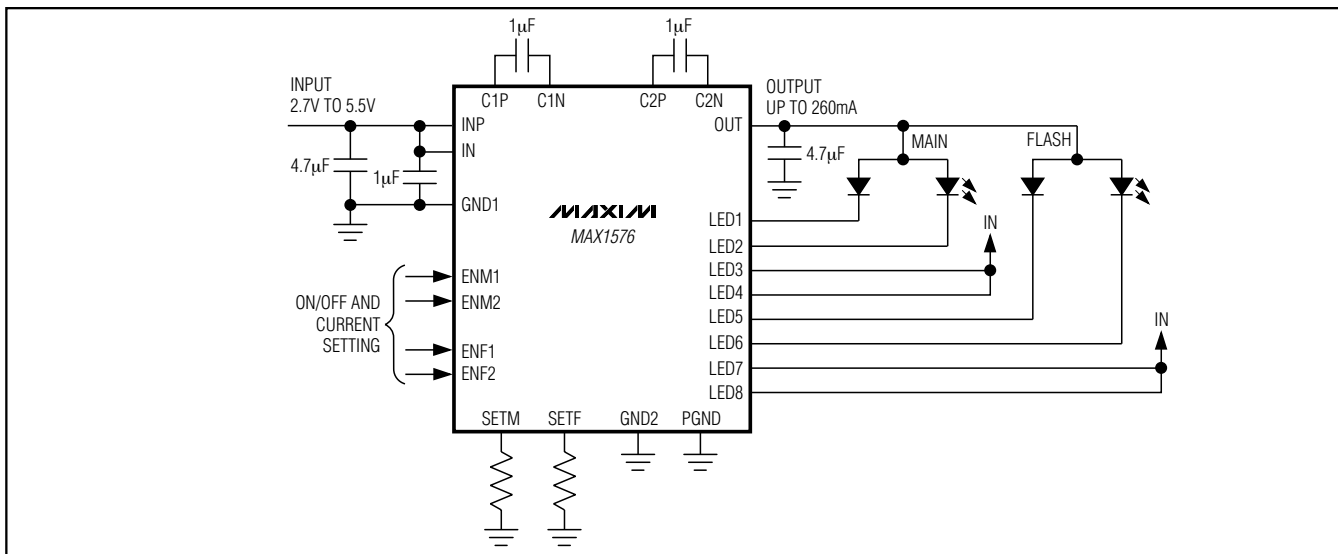 1μF
1μF
INPUT
2.7V TO 5.5V
C1P
C1N
C2P
C2N
OUTPUT
UP TO 260mA
INP
OUT
IN
MAIN
FLASH
4.7μF
1μF
4.7μF
GND1
MAXIM
MAX1576
LED1
LED2
IN
LED3
LED4
ENM1
ENM2
ON/OFF AND
CURRENT
SETTING
LED5
LED6
IN
ENF1
ENF2
LED7
LED8
SETM
SETF
GND2
PGND